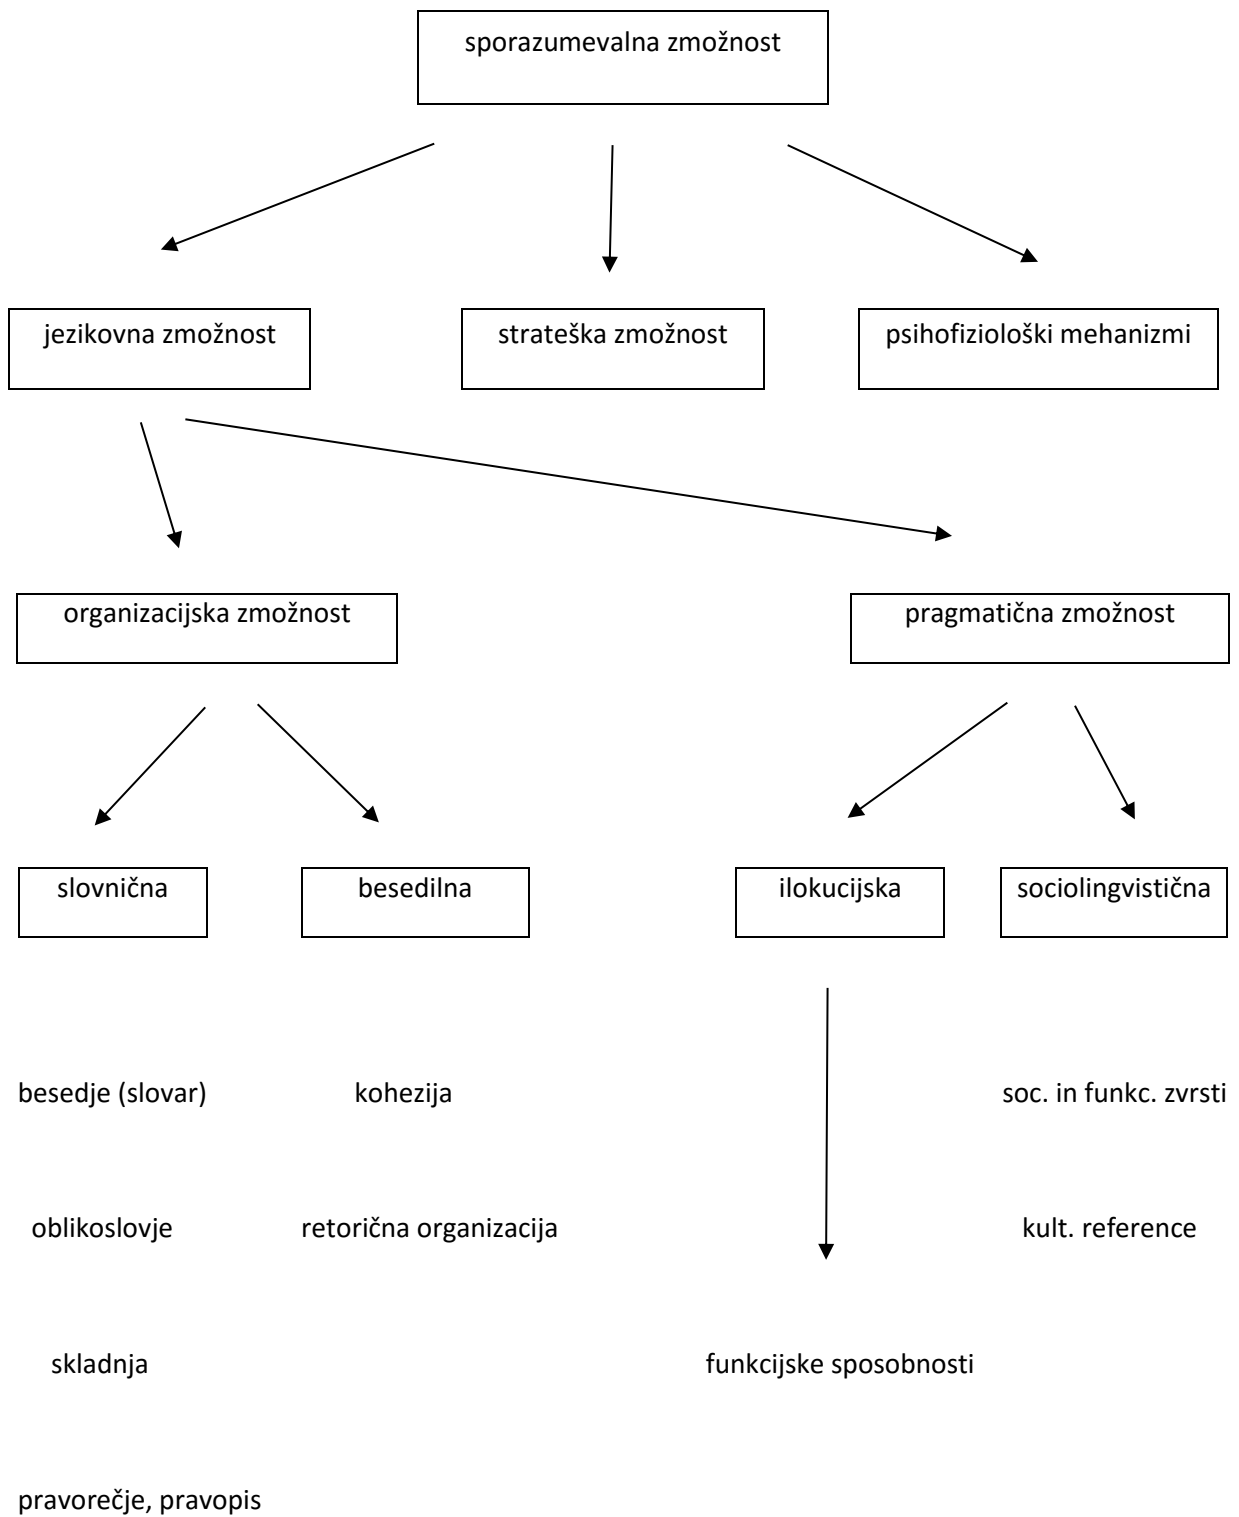 sporazumevalna zmožnost
jezikovna zmožnost
strateška zmožnost
psihofiziološki mehanizmi
organizacijska zmožnost
pragmatična zmožnost
slovnična
besedilna
ilokucijska
sociolingvistična
besedje (slovar)
kohezija
soc. in funkc. zvrsti
oblikoslovje
retorična organizacija
kult. reference
skladnja
funkcijske sposobnosti
pravorečje, pravopis